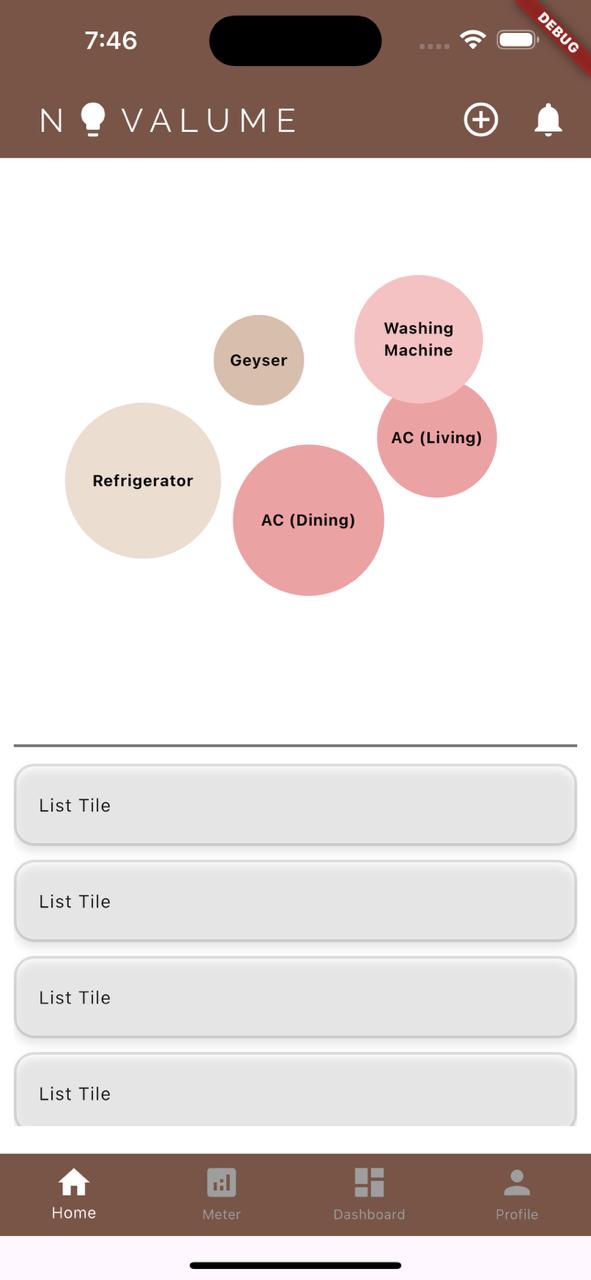 7:46
DEBUG
N VALUME
Washing
Machine
Geyser
AC (Living)
Refrigerator
AC (Dining)
List Tile
List Tile
List Tile
List Tile
Home
Meter
Dashboard
Profile